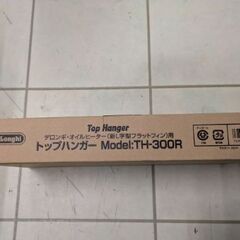 DeLonghi
Top Hanger
デロンギ・オイルヒーター(新L字型フラットフィン)用
トップハンガー Model:TH-300R